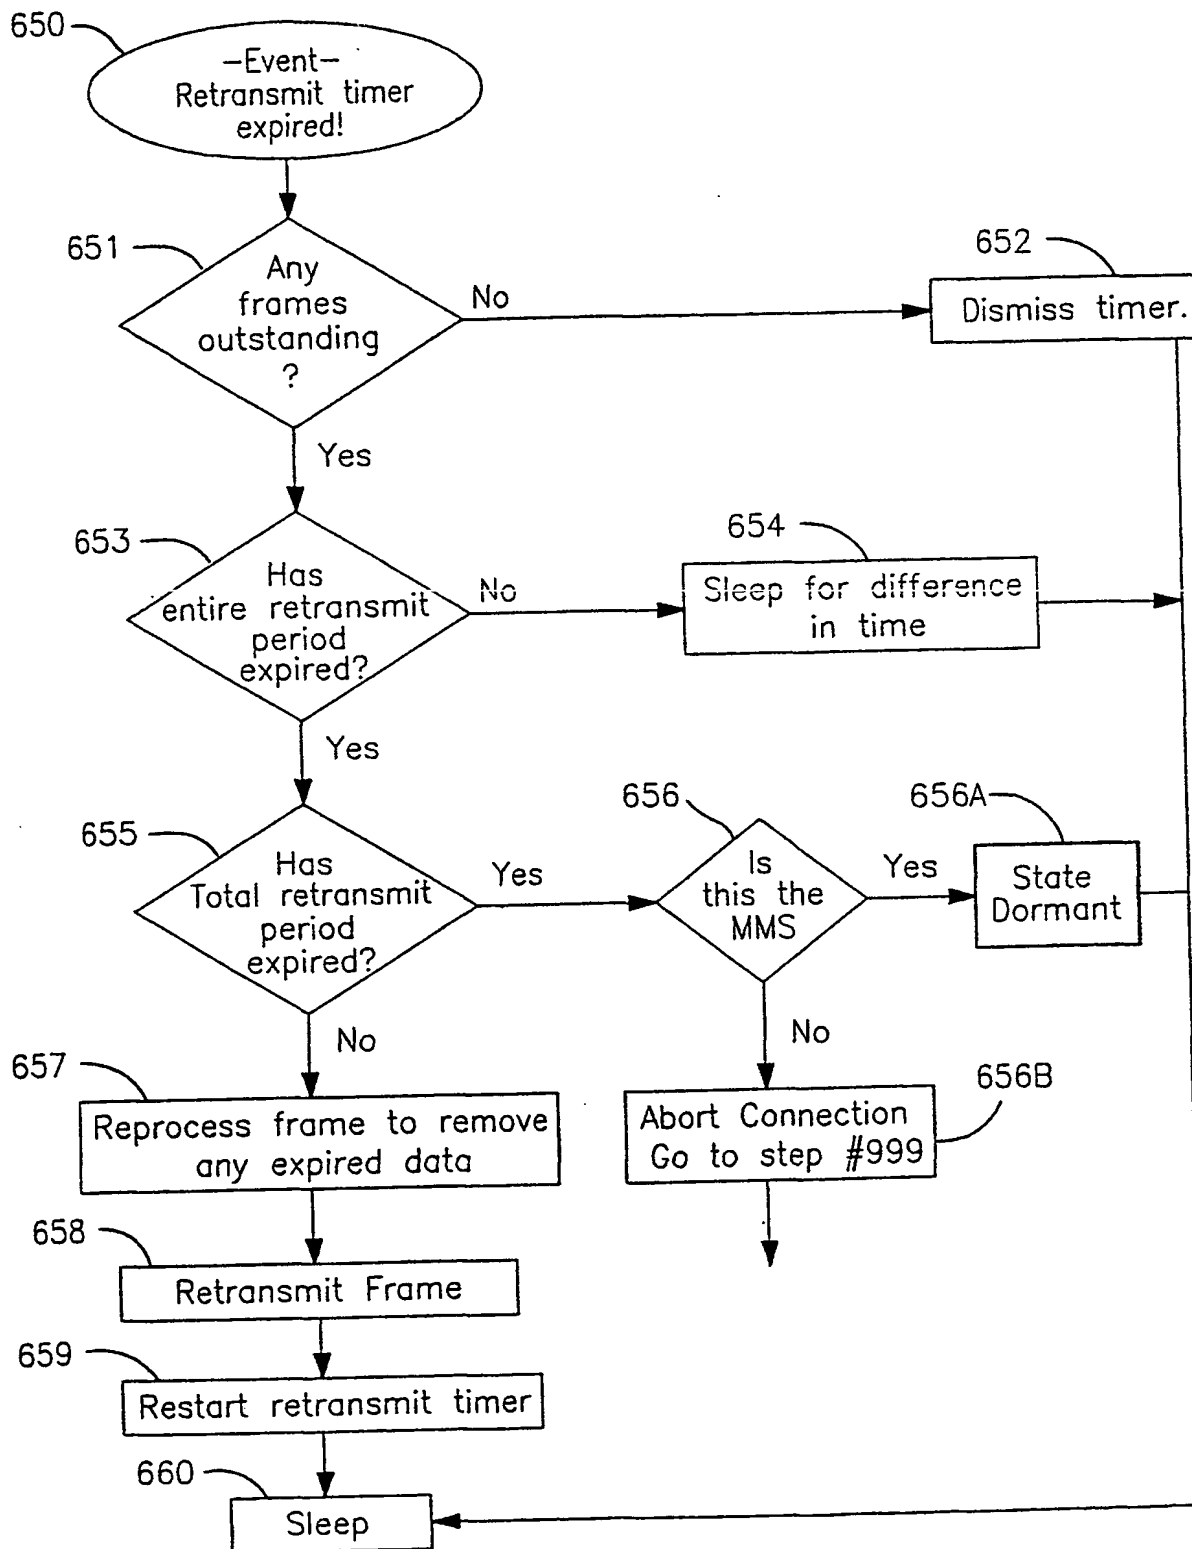 650
—Event—
Retransmit timer
expired!
651
Any
frames
outstanding
?
No
652
Dismiss timer.
Yes
653
Has
entire retransmit
period
expired?
No
654
Sleep for difference
in time
Yes
655
Has
Total retransmit
period
expired?
Yes
656
Is
this the
MMS
Yes
656A
State
Dormant
No
No
657
Reprocess frame to remove
any expired data
656B
Abort Connection
Go to step #999
658
Retransmit Frame
659
Restart retransmit timer
660
Sleep